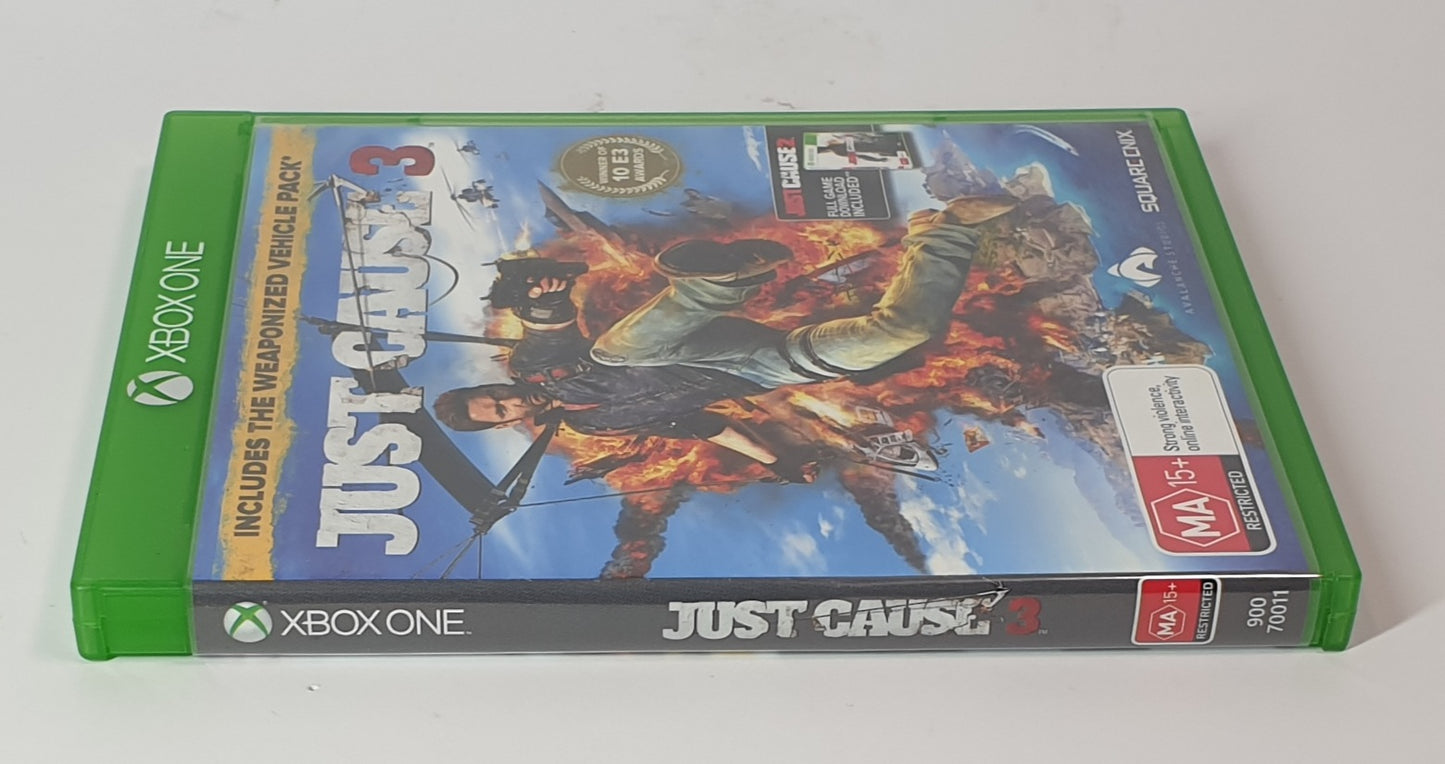 XBOX ONE
INCLUDES THE WEAPONIZED VEHICLE PACK*
JUST CAUSE 3
WINNER OF
10 E3
AWARDS
JUST CAUSE 2
FULL GAME
DOWNLOAD
INCLUDED**
MA 15+
RESTRICTED
Strong violence,
online interactivity
AVALANCHE STUDIOS
SQUARE ENIX
XBOX ONE
JUST CAUSE 3™
MA 15+
RESTRICTED
900
70011